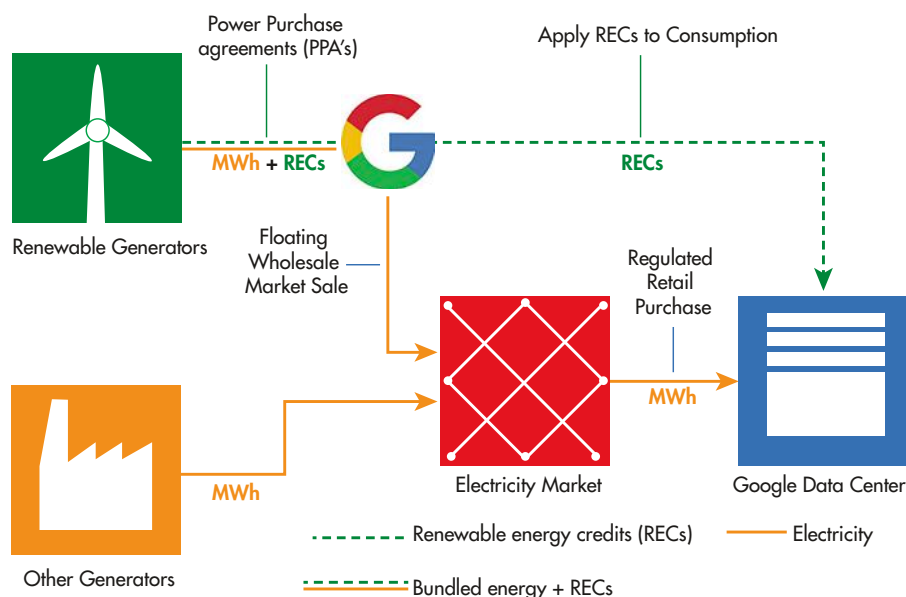 Power Purchase
agreements (PPA's)
Apply RECs to Consumption
MWh + RECs
RECs
Renewable Generators
Floating
Wholesale
Market Sale
Regulated
Retail
Purchase
MWh
MWh
Electricity Market
Google Data Center
Other Generators
Renewable energy credits (RECs)
Electricity
Bundled energy + RECs